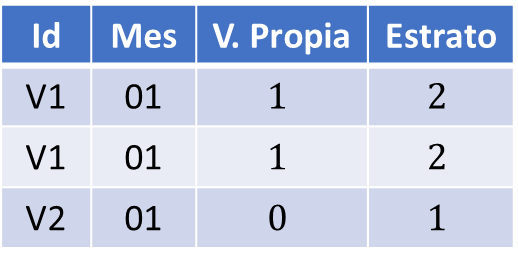 Id Mes V. Propia Estrato
V1 01 1 2
V1 01 1 2
V2 01 0 1